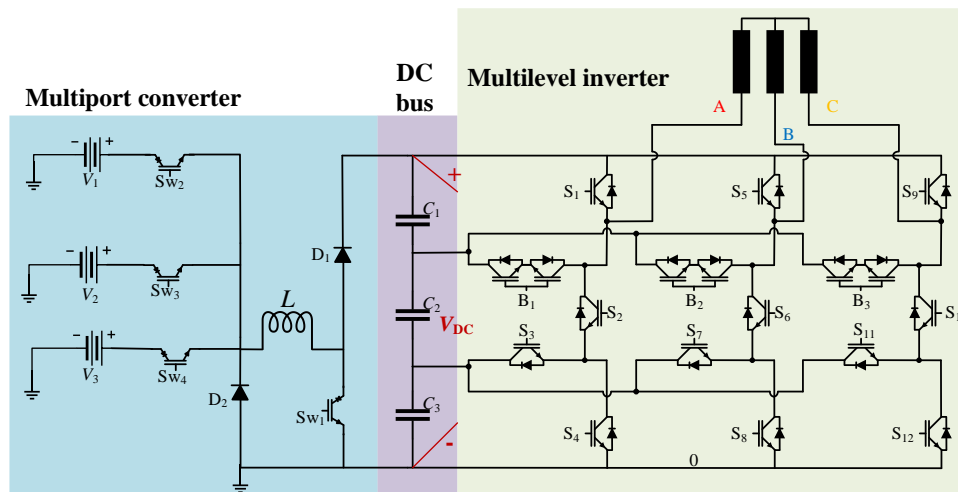 Multiport converter
DC
bus
Multilevel inverter
A
B
C
− +
V1
Sw2
− +
V2
Sw3
− +
V3
Sw4
D2
L
D1
Sw1
+
C1
C2
VDC
C3
-
S1
S5
S9
B1
B2
B3
S2
S6
S1
S3
S7
S11
S4
S8
S12
0